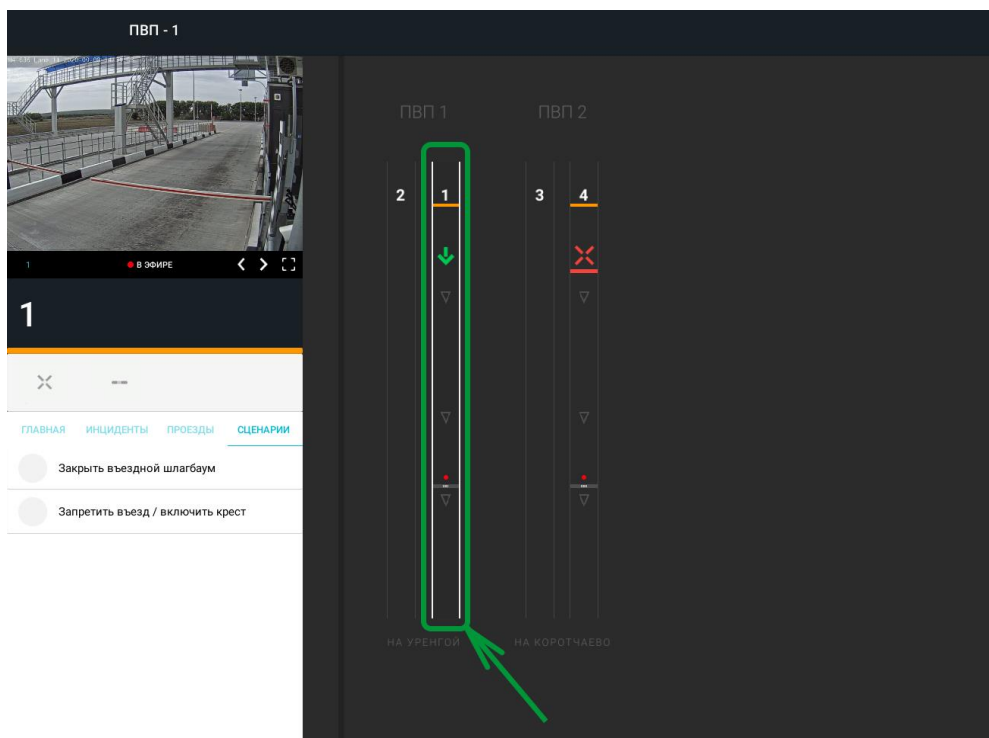 ПВП - 1
1
В ЭФИРЕ
1
ГЛАВНАЯ ИНЦИДЕНТЫ ПРОЕЗДЫ СЦЕНАРИИ
Закрыть въездной шлагбаум
Запретить въезд / включить крест
ПВП 1 ПВП 2
2 1 3 4
НА УРЕНГОЙ НА КОРОТЧАЕВО